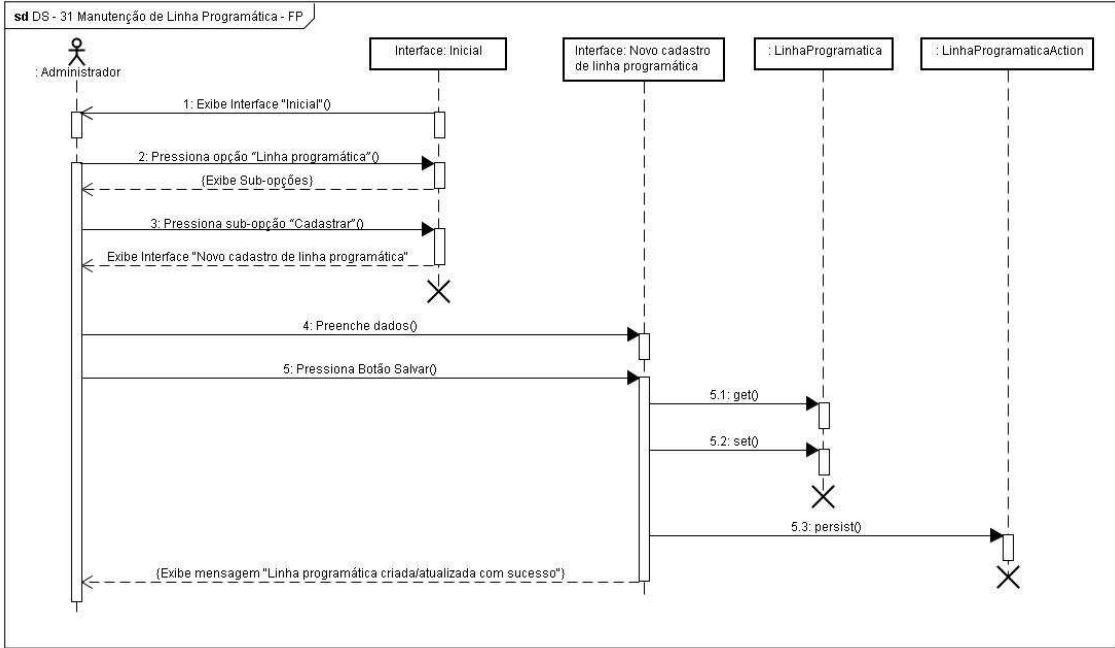 sd DS - 31 Manutenção de Linha Programática - FP
: Administrador
Interface: Inicial
Interface: Novo cadastro
de linha programática
: LinhaProgramatica
: LinhaProgramaticaAction
1: Exibe Interface "Inicial"()
2: Pressiona opção “Linha programática”()
{Exibe Sub-opções}
3: Pressiona sub-opção “Cadastrar”()
Exibe Interface "Novo cadastro de linha programática"
4: Preenche dados()
5: Pressiona Botão Salvar()
5.1: get()
5.2: set()
5.3: persist()
{Exibe mensagem "Linha programática criada/atualizada com sucesso"}